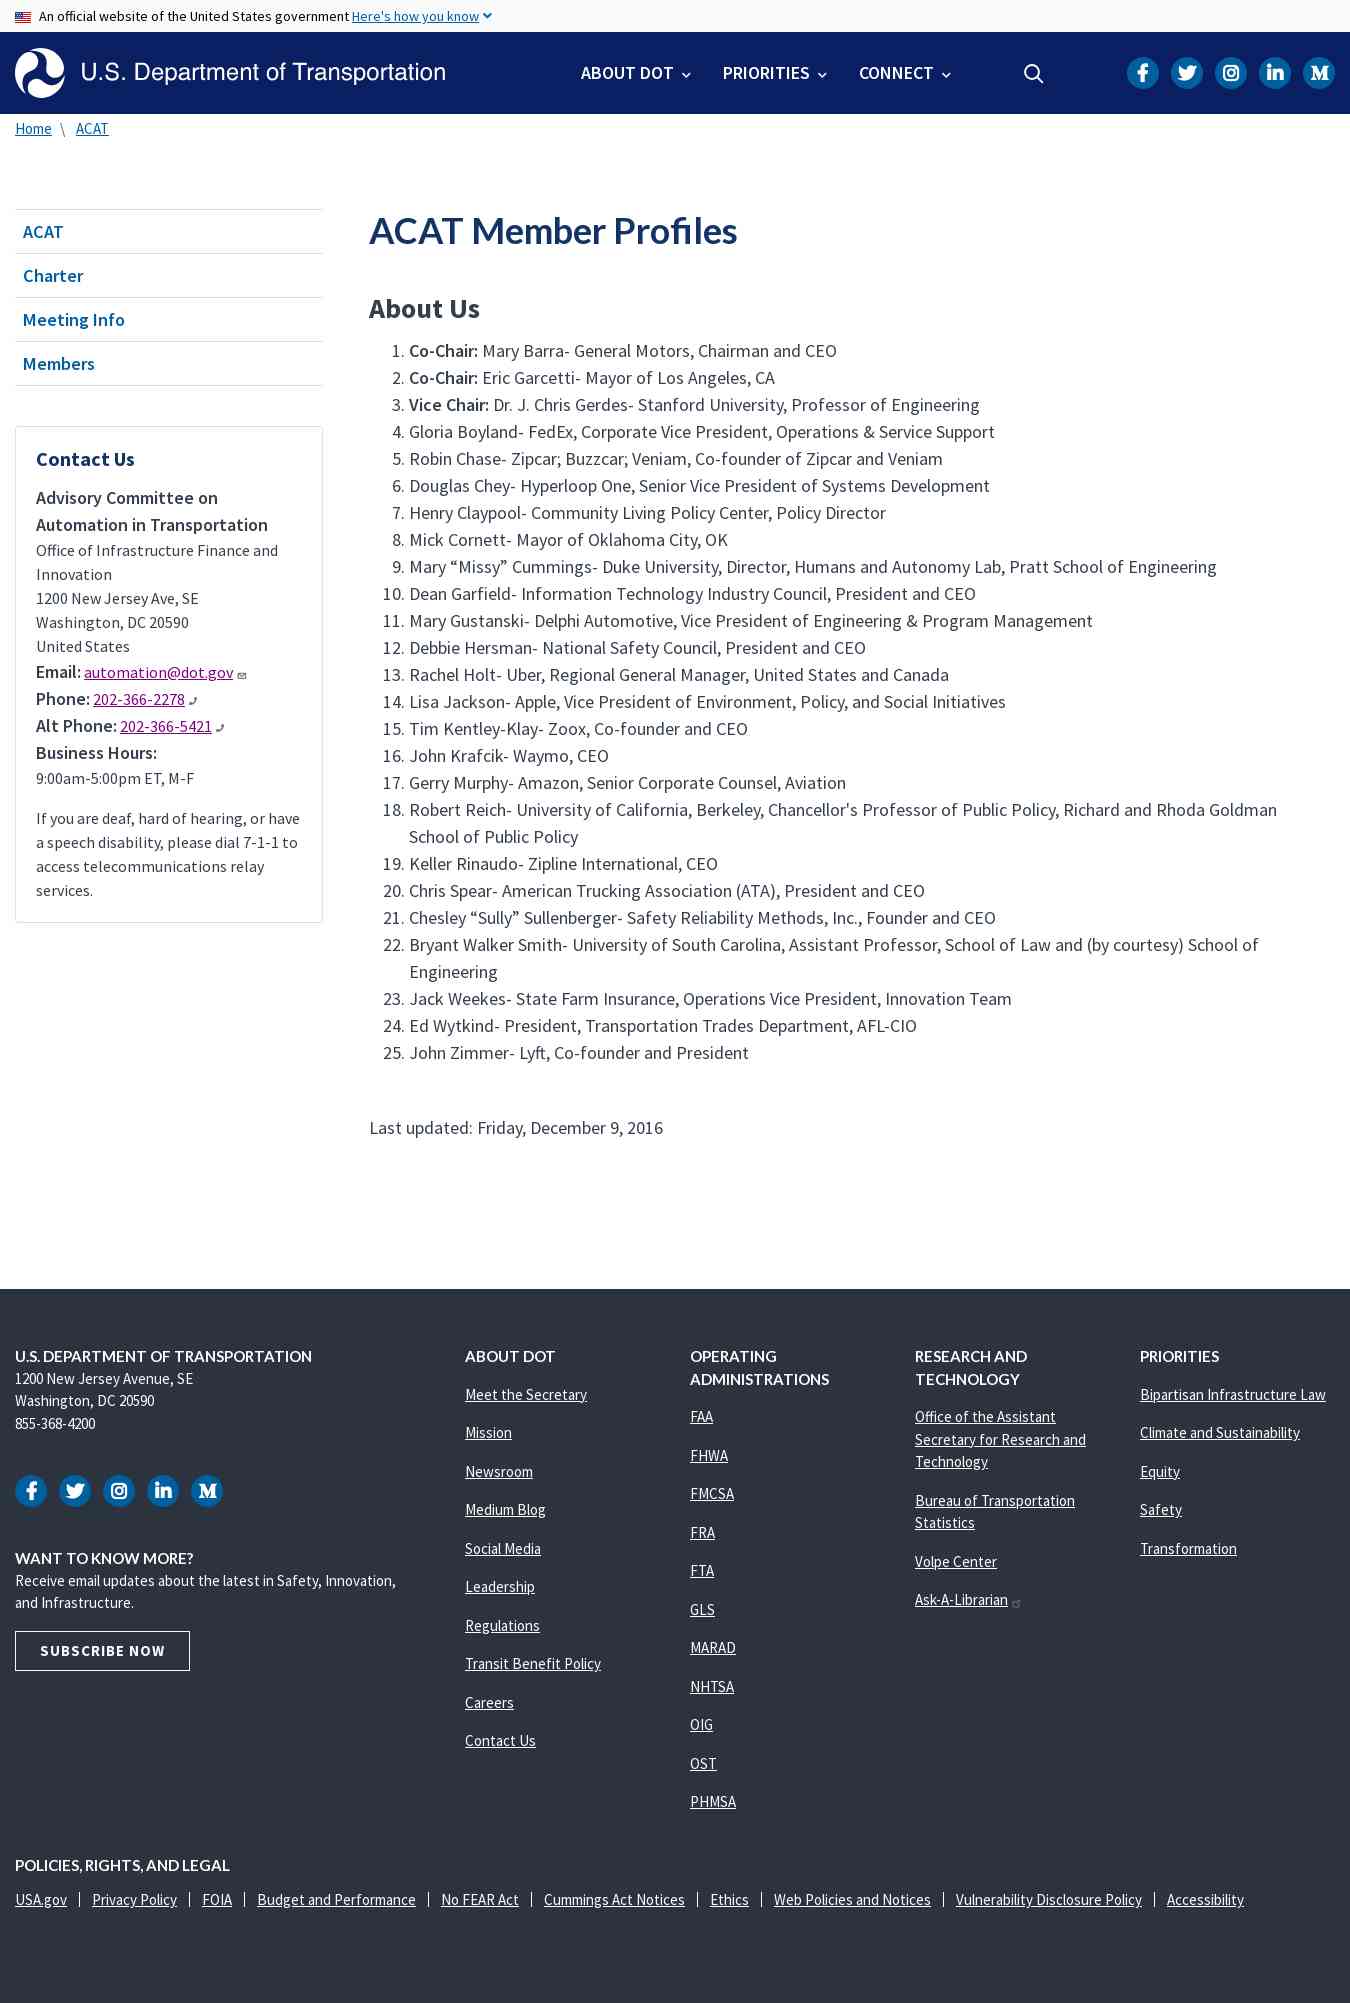 An official website of the United States government Here's how you know
U.S. Department of Transportation
ABOUT DOT
PRIORITIES
CONNECT
Home \ ACAT
ACAT
Charter
Meeting Info
Members
Contact Us
Advisory Committee on
Automation in Transportation
Office of Infrastructure Finance and
Innovation
1200 New Jersey Ave, SE
Washington, DC 20590
United States
Email: automation@dot.gov
Phone: 202-366-2278
Alt Phone: 202-366-5421
Business Hours:
9:00am-5:00pm ET, M-F
If you are deaf, hard of hearing, or have
a speech disability, please dial 7-1-1 to
access telecommunications relay
services.
ACAT Member Profiles
About Us
1. Co-Chair: Mary Barra- General Motors, Chairman and CEO
2. Co-Chair: Eric Garcetti- Mayor of Los Angeles, CA
3. Vice Chair: Dr. J. Chris Gerdes- Stanford University, Professor of Engineering
4. Gloria Boyland- FedEx, Corporate Vice President, Operations & Service Support
5. Robin Chase- Zipcar; Buzzcar; Veniam, Co-founder of Zipcar and Veniam
6. Douglas Chey- Hyperloop One, Senior Vice President of Systems Development
7. Henry Claypool- Community Living Policy Center, Policy Director
8. Mick Cornett- Mayor of Oklahoma City, OK
9. Mary “Missy” Cummings- Duke University, Director, Humans and Autonomy Lab, Pratt School of Engineering
10. Dean Garfield- Information Technology Industry Council, President and CEO
11. Mary Gustanski- Delphi Automotive, Vice President of Engineering & Program Management
12. Debbie Hersman- National Safety Council, President and CEO
13. Rachel Holt- Uber, Regional General Manager, United States and Canada
14. Lisa Jackson- Apple, Vice President of Environment, Policy, and Social Initiatives
15. Tim Kentley-Klay- Zoox, Co-founder and CEO
16. John Krafcik- Waymo, CEO
17. Gerry Murphy- Amazon, Senior Corporate Counsel, Aviation
18. Robert Reich- University of California, Berkeley, Chancellor's Professor of Public Policy, Richard and Rhoda Goldman
School of Public Policy
19. Keller Rinaudo- Zipline International, CEO
20. Chris Spear- American Trucking Association (ATA), President and CEO
21. Chesley “Sully” Sullenberger- Safety Reliability Methods, Inc., Founder and CEO
22. Bryant Walker Smith- University of South Carolina, Assistant Professor, School of Law and (by courtesy) School of
Engineering
23. Jack Weekes- State Farm Insurance, Operations Vice President, Innovation Team
24. Ed Wytkind- President, Transportation Trades Department, AFL-CIO
25. John Zimmer- Lyft, Co-founder and President
Last updated: Friday, December 9, 2016
U.S. DEPARTMENT OF TRANSPORTATION
1200 New Jersey Avenue, SE
Washington, DC 20590
855-368-4200
WANT TO KNOW MORE?
Receive email updates about the latest in Safety, Innovation,
and Infrastructure.
SUBSCRIBE NOW
ABOUT DOT
Meet the Secretary
Mission
Newsroom
Medium Blog
Social Media
Leadership
Regulations
Transit Benefit Policy
Careers
Contact Us
OPERATING
ADMINISTRATIONS
FAA
FHWA
FMCSA
FRA
FTA
GLS
MARAD
NHTSA
OIG
OST
PHMSA
RESEARCH AND
TECHNOLOGY
Office of the Assistant
Secretary for Research and
Technology
Bureau of Transportation
Statistics
Volpe Center
Ask-A-Librarian
PRIORITIES
Bipartisan Infrastructure Law
Climate and Sustainability
Equity
Safety
Transformation
POLICIES, RIGHTS, AND LEGAL
USA.gov | Privacy Policy | FOIA | Budget and Performance | No FEAR Act | Cummings Act Notices | Ethics | Web Policies and Notices | Vulnerability Disclosure Policy | Accessibility